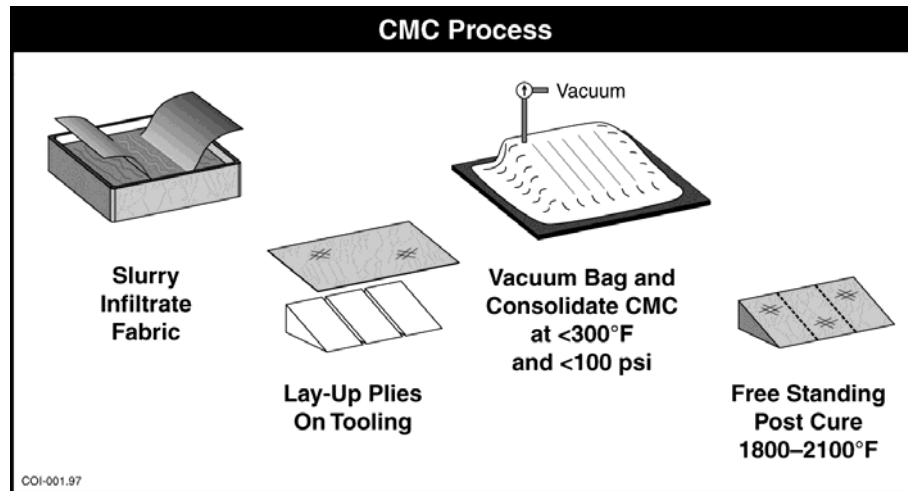 CMC Process
Vacuum
Slurry
Infiltrate
Fabric
Lay-Up Plies
On Tooling
Vacuum Bag and
Consolidate CMC
at <300°F
and <100 psi
Free Standing
Post Cure
1800–2100°F
COI-001.97